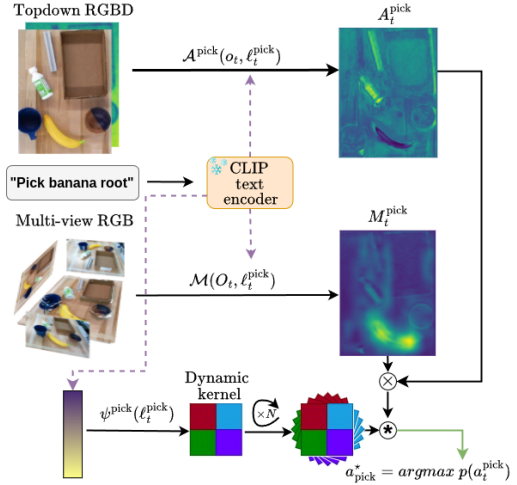 Topdown RGBD
𝒜^pick(o_t, ℓ_t^pick)
A_t^pick
"Pick banana root"
CLIP
text
encoder
Multi-view RGB
ℳ(O_t, ℓ_t^pick)
M_t^pick
×
Dynamic
kernel
ψ^pick(ℓ_t^pick)
×N
*
a*_pick = argmax p(a_t^pick)